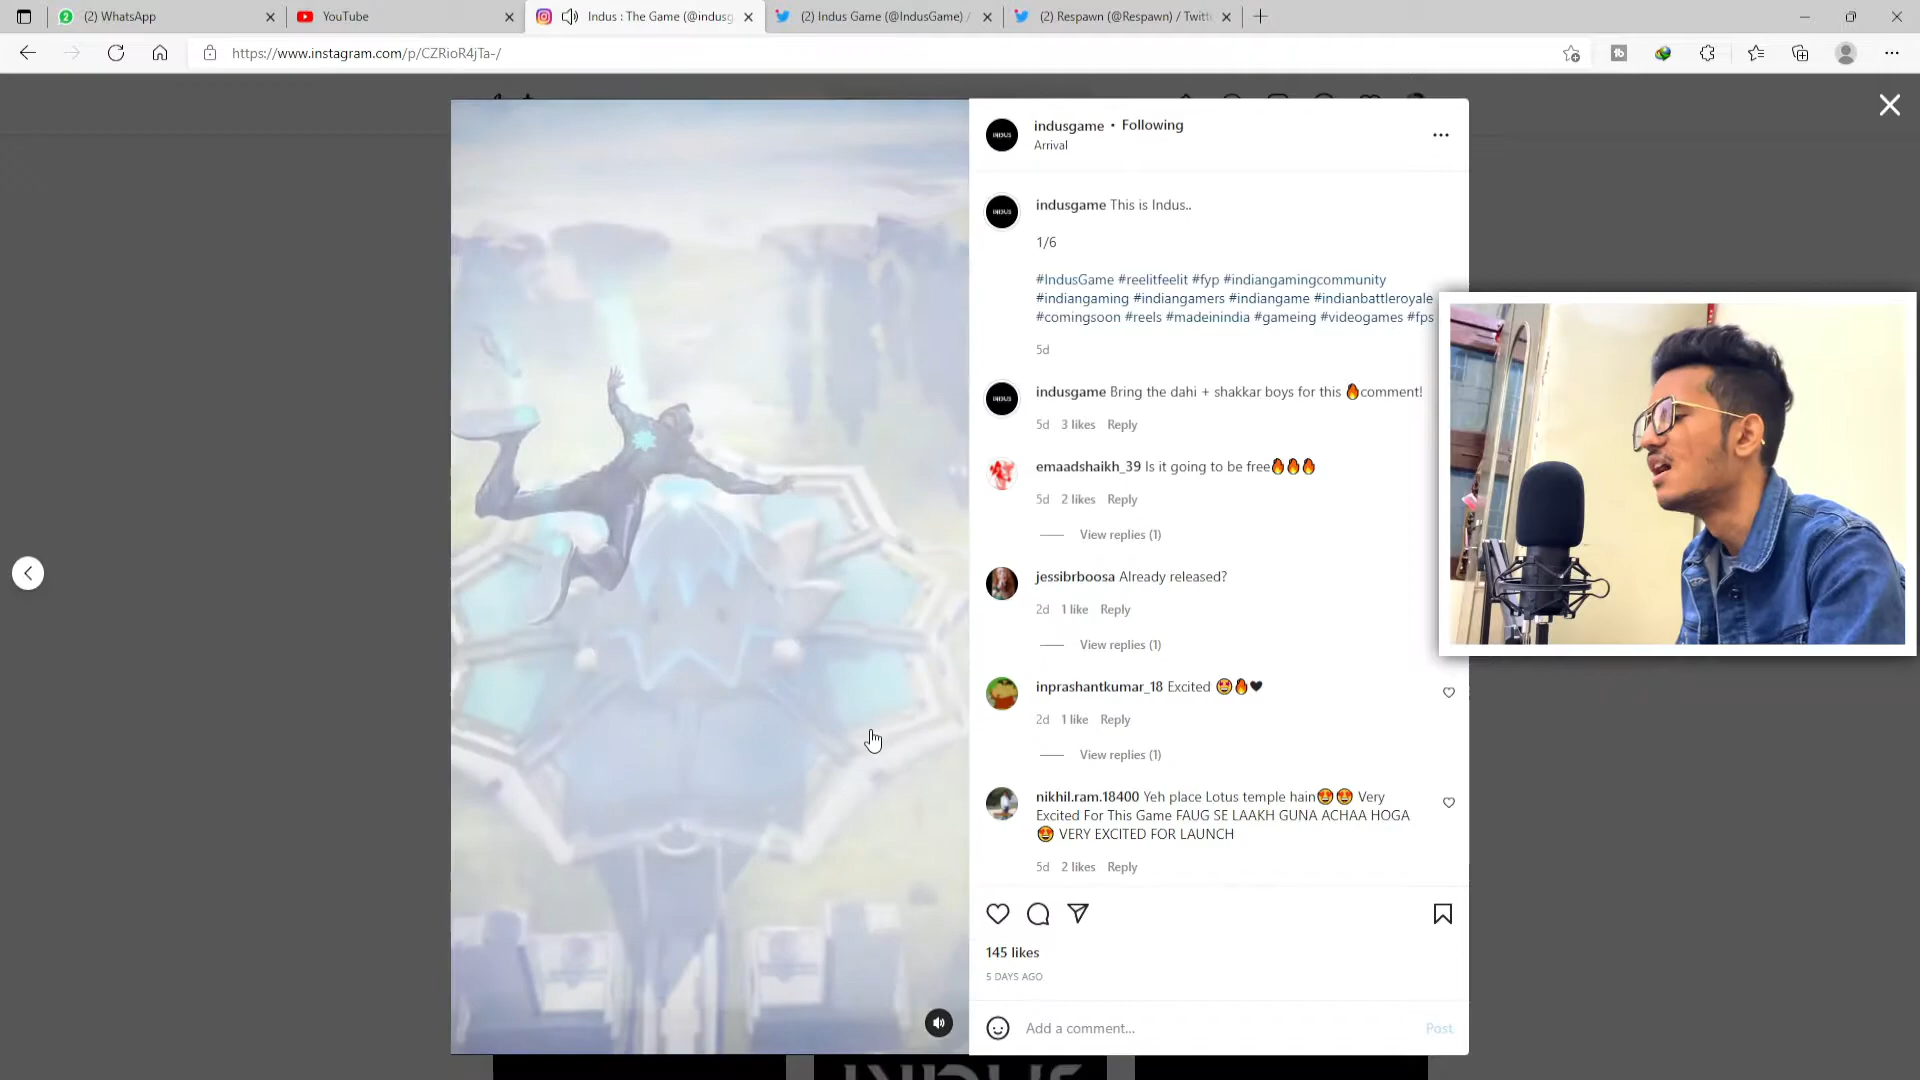 (2) WhatsApp
YouTube
Indus : The Game (@indusg
(2) Indus Game (@IndusGame) /
(2) Respawn (@Respawn) / Twitt
https://www.instagram.com/p/CZRioR4jTa-/
indusgame • Following
Arrival
indusgame This is Indus..
1/6
#IndusGame #reelitfeelit #fyp #indiangamingcommunity
#indiangaming #indiangamers #indiangame #indianbattleroyale
#comingsoon #reels #madeinindia #gameing #videogames #fps
5d
indusgame Bring the dahi + shakkar boys for this 🔥comment!
5d 3 likes Reply
emaadshaikh_39 Is it going to be free🔥🔥🔥
5d 2 likes Reply
View replies (1)
jessibrboosa Already released?
2d 1 like Reply
View replies (1)
inprashantkumar_18 Excited 🤩🔥🖤
2d 1 like Reply
View replies (1)
nikhil.ram.18400 Yeh place Lotus temple hain😍😍 Very
Excited For This Game FAUG SE LAAKH GUNA ACHAA HOGA
😍 VERY EXCITED FOR LAUNCH
5d 2 likes Reply
145 likes
5 DAYS AGO
Add a comment...
Post